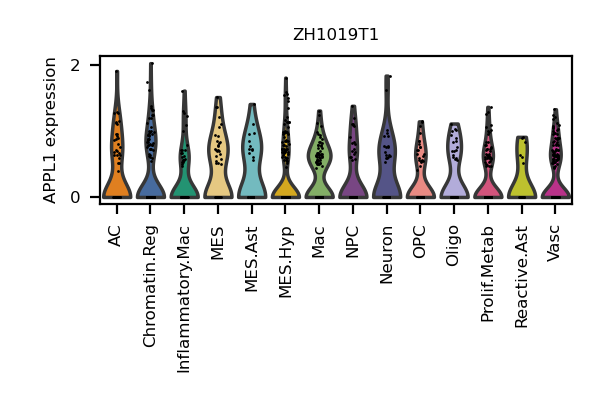 ZH1019T1
APPL1 expression
2
0
AC
Chromatin.Reg
Inflammatory.Mac
MES
MES.Ast
MES.Hyp
Mac
NPC
Neuron
OPC
Oligo
Prolif.Metab
Reactive.Ast
Vasc